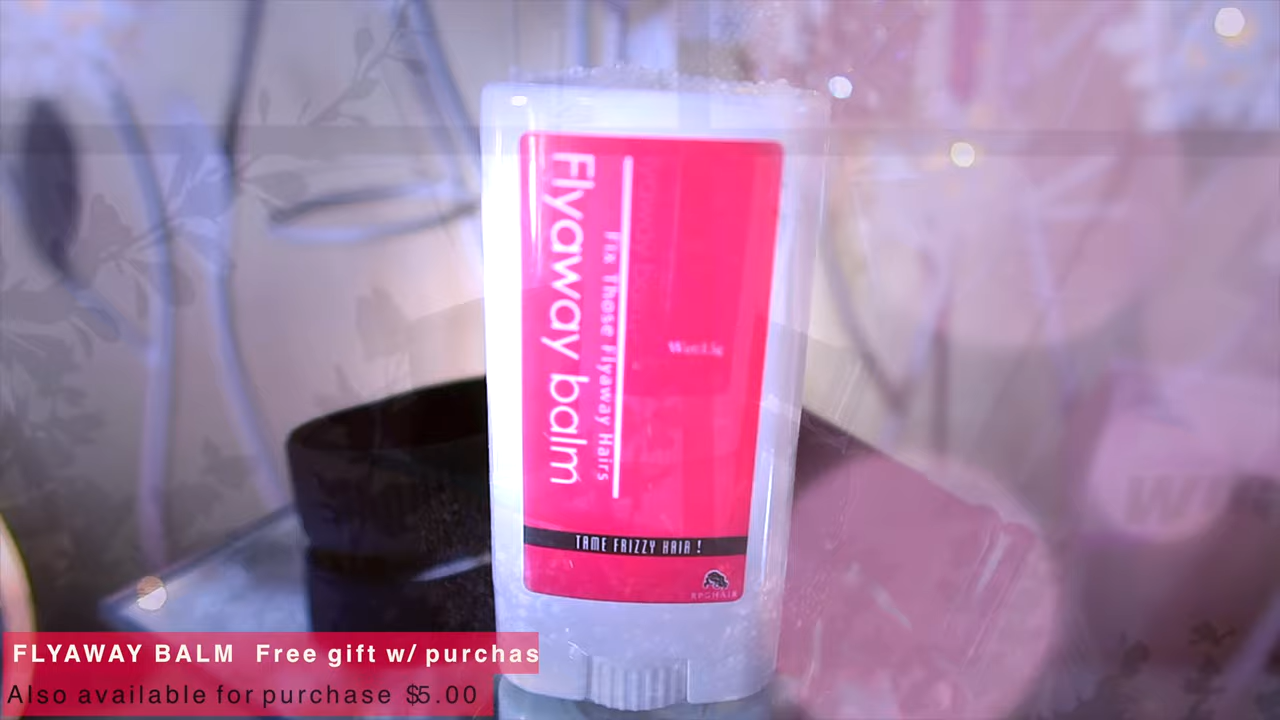 Flyaway balm
Fix Those Flyaway Hairs
TAME FRIZZY HAIR !
RPGHAIR
FLYAWAY BALM Free gift w/ purchas
Also available for purchase $5.00